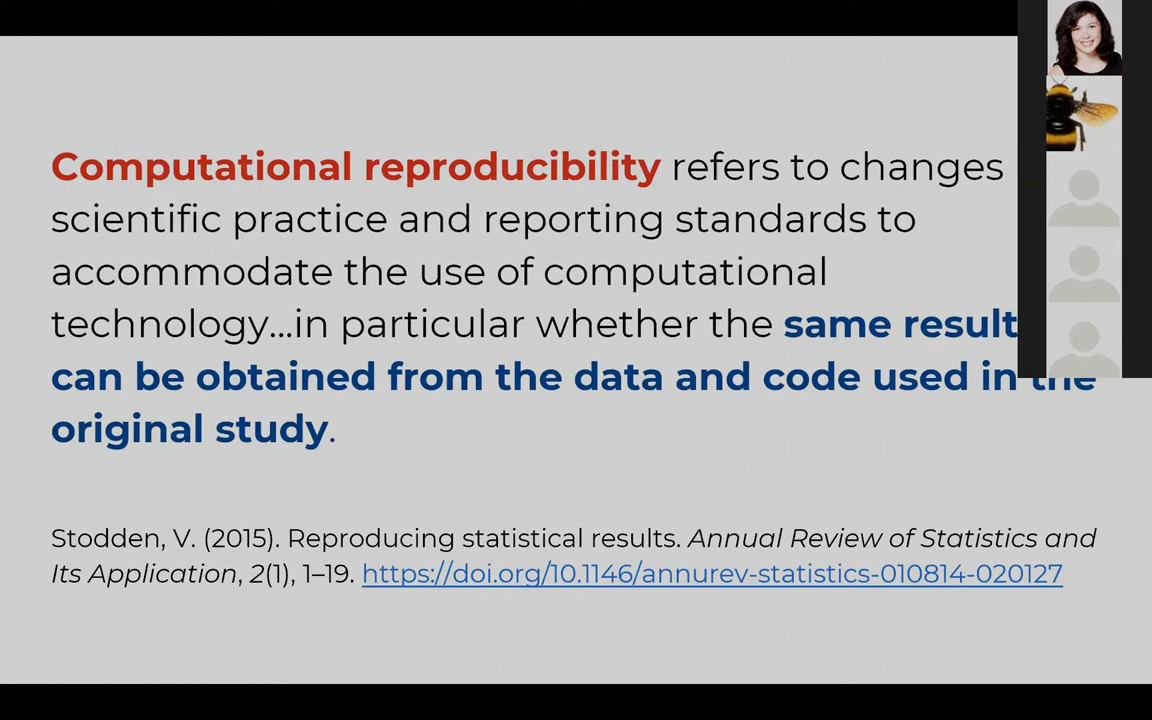 Computational reproducibility refers to changes
scientific practice and reporting standards to
accommodate the use of computational
technology...in particular whether the same result
can be obtained from the data and code used in the
original study.
Stodden, V. (2015). Reproducing statistical results. Annual Review of Statistics and
Its Application, 2(1), 1–19. https://doi.org/10.1146/annurev-statistics-010814-020127